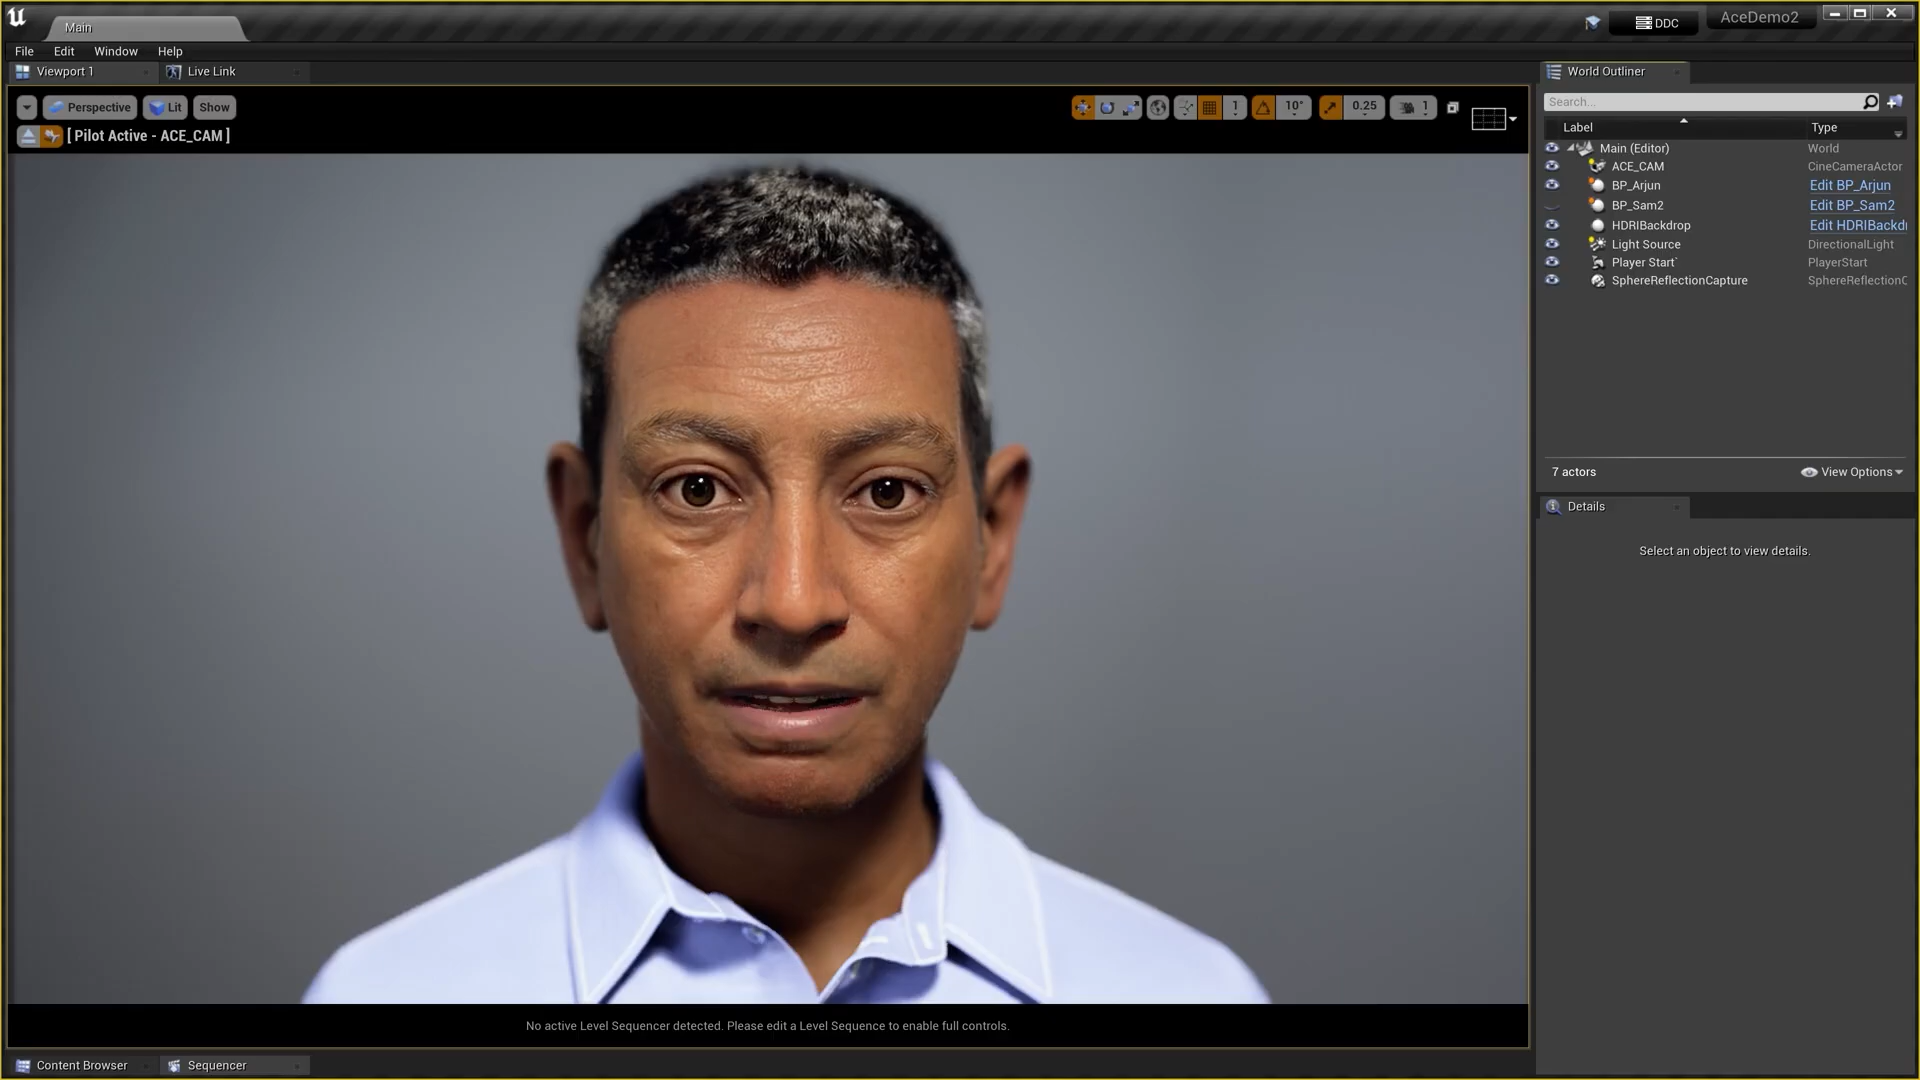 Main
DDC
AceDemo2
File Edit Window Help
Viewport 1
Live Link
World Outliner
Perspective
Lit
Show
1
10°
0.25
1
Search...
[ Pilot Active - ACE_CAM ]
Label Type
Main (Editor) World
ACE_CAM CineCameraActor
BP_Arjun Edit BP_Arjun
BP_Sam2 Edit BP_Sam2
HDRIBackdrop Edit HDRIBackd
Light Source DirectionalLight
Player Start` PlayerStart
SphereReflectionCapture SphereReflectionC
7 actors View Options
Details
Select an object to view details.
No active Level Sequencer detected. Please edit a Level Sequence to enable full controls.
Content Browser
Sequencer